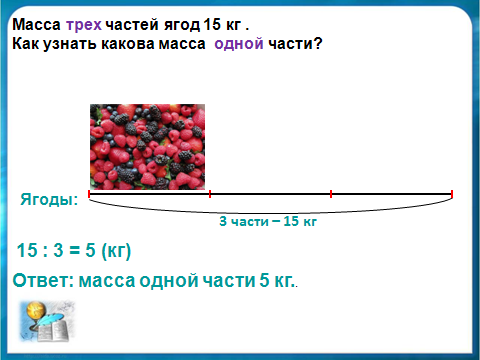 Масса трех частей ягод 15 кг .
Как узнать какова масса одной части?
Ягоды:
3 части – 15 кг
15 : 3 = 5 (кг)
Ответ: масса одной части 5 кг..